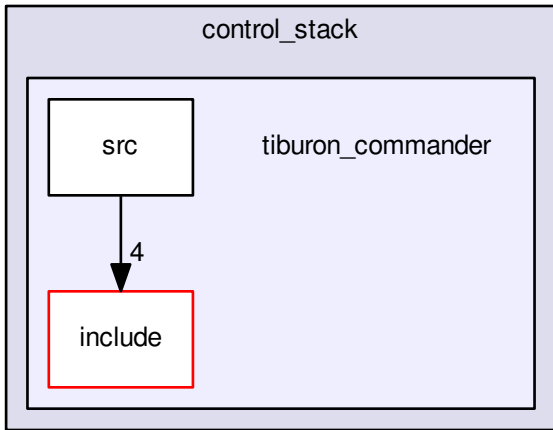 control_stack
src
tiburon_commander
4
include